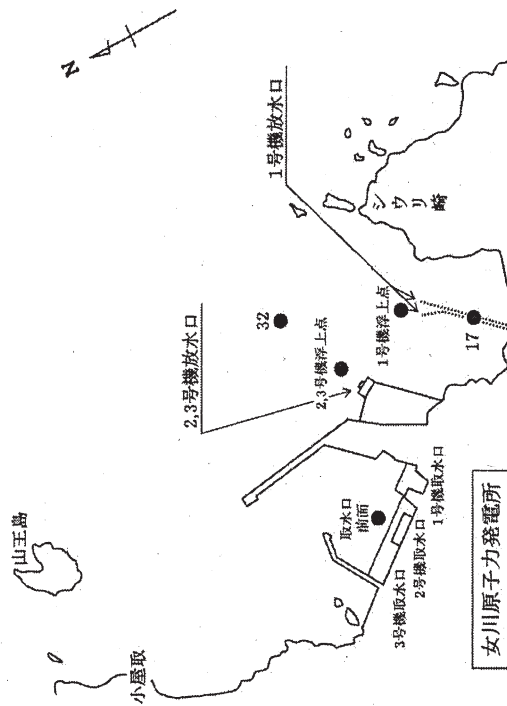 N
1号機放水口
2,3号機放水口
32
シウリ崎
1号機浮上点
2,3号機浮上点
17
山王島
取水口
前面
1号機取水口
2号機取水口
3号機取水口
小屋取
女川原子力発電所